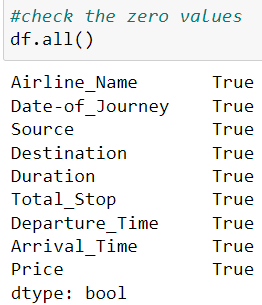 #check the zero values
df.all()
Airline_Name True
Date-of_Journey True
Source True
Destination True
Duration True
Total_Stop True
Departure_Time True
Arrival_Time True
Price True
dtype: bool